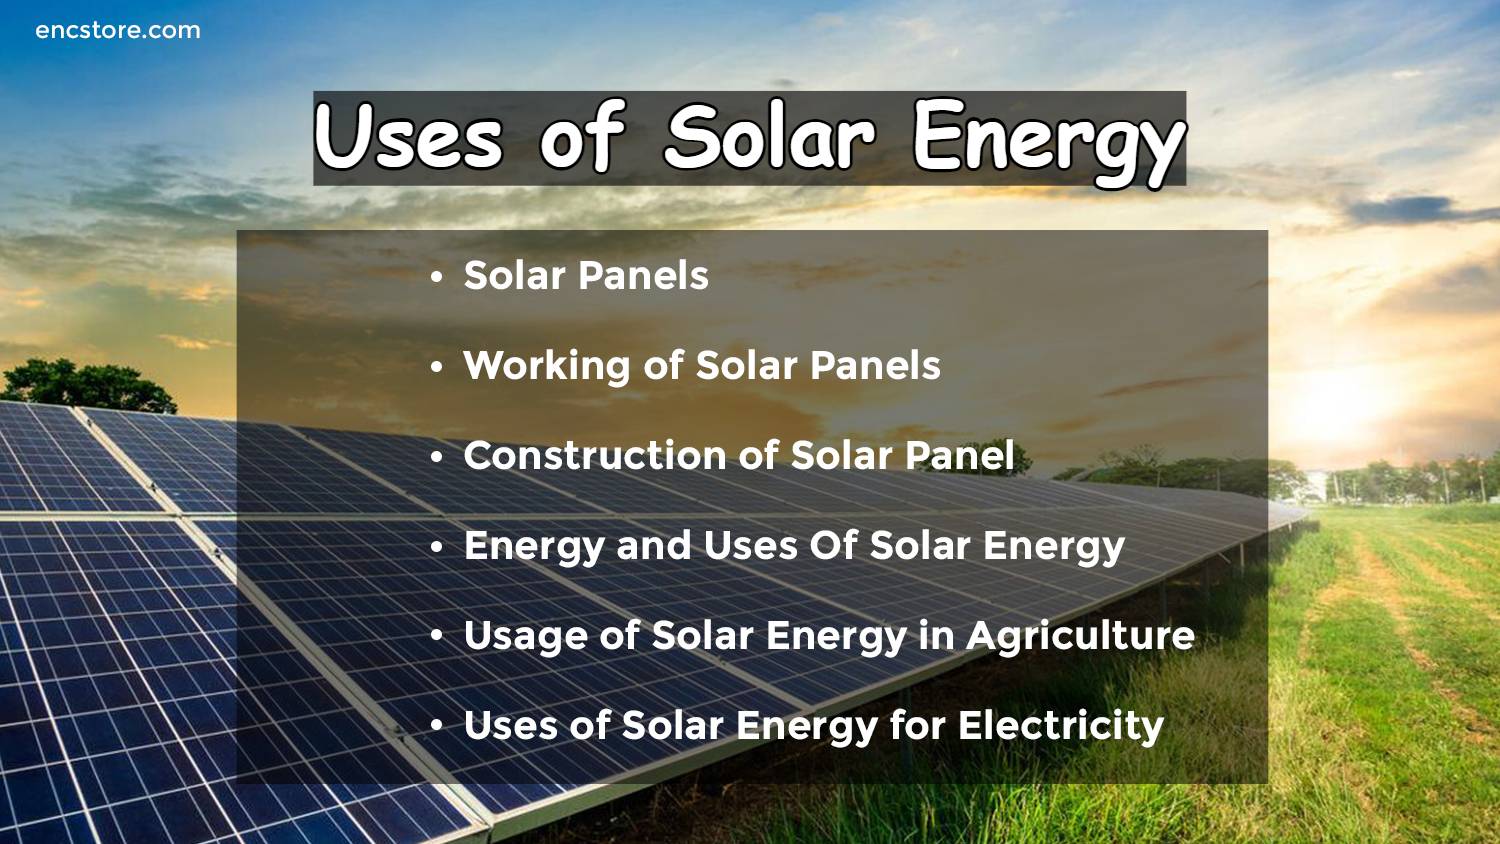 encstore.com
Uses of Solar Energy
• Solar Panels
• Working of Solar Panels
• Construction of Solar Panel
• Energy and Uses Of Solar Energy
• Usage of Solar Energy in Agriculture
• Uses of Solar Energy for Electricity